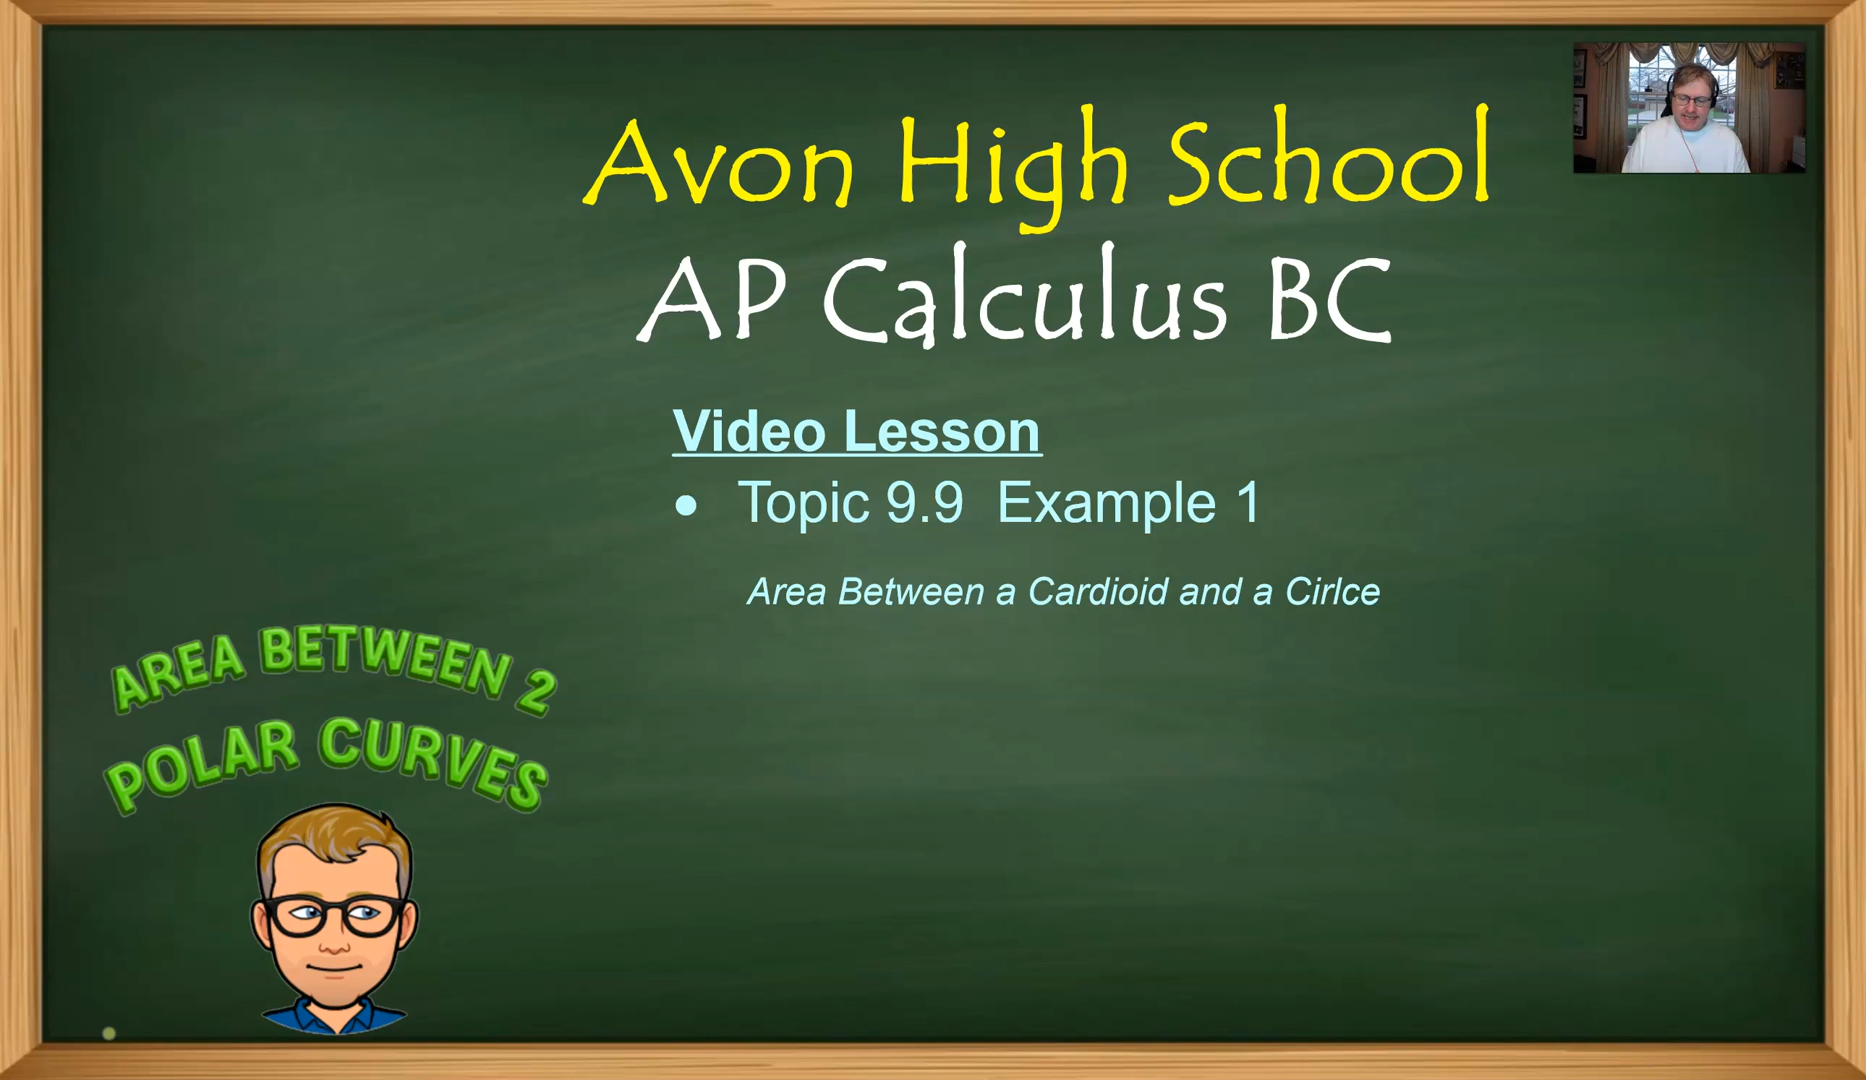 Avon High School
AP Calculus BC
Video Lesson
• Topic 9.9 Example 1
Area Between a Cardioid and a Cirlce
AREA BETWEEN 2
POLAR CURVES